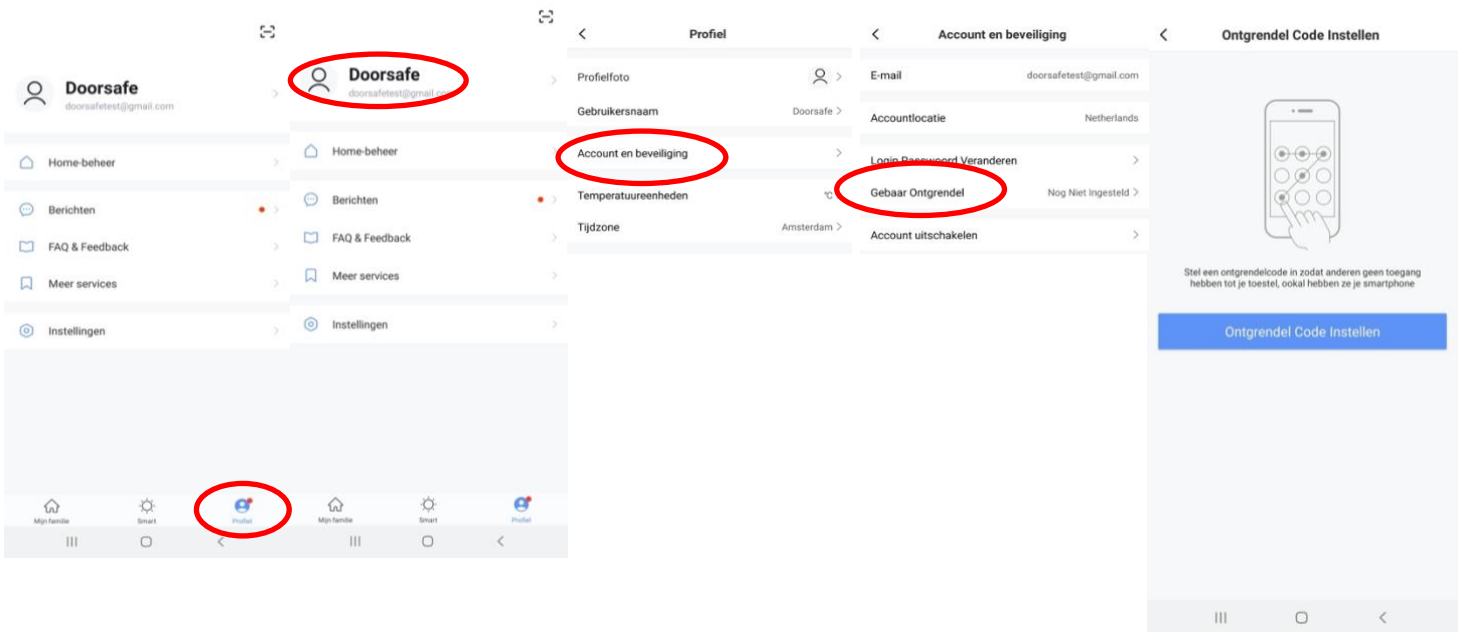 Doorsafe
doorsafetest@gmail.com
Home-beheer
Berichten
FAQ & Feedback
Meer services
Instellingen
Mijn familie
Smart
Profiel
Doorsafe
doorsafetest@gmail.com
Home-beheer
Berichten
FAQ & Feedback
Meer services
Instellingen
Mijn familie
Smart
Profiel
Profiel
Profielfoto
Gebruikersnaam Doorsafe
Account en beveiliging
Temperatuureenheden °C
Tijdzone Amsterdam
Account en beveiliging
E-mail doorsafetest@gmail.com
Accountlocatie Netherlands
Login Passwoord Veranderen
Gebaar Ontgrendel Nog Niet Ingesteld
Account uitschakelen
Ontgrendel Code Instellen
Stel een ontgrendelcode in zodat anderen geen toegang
hebben tot je toestel, ookal hebben ze je smartphone
Ontgrendel Code Instellen